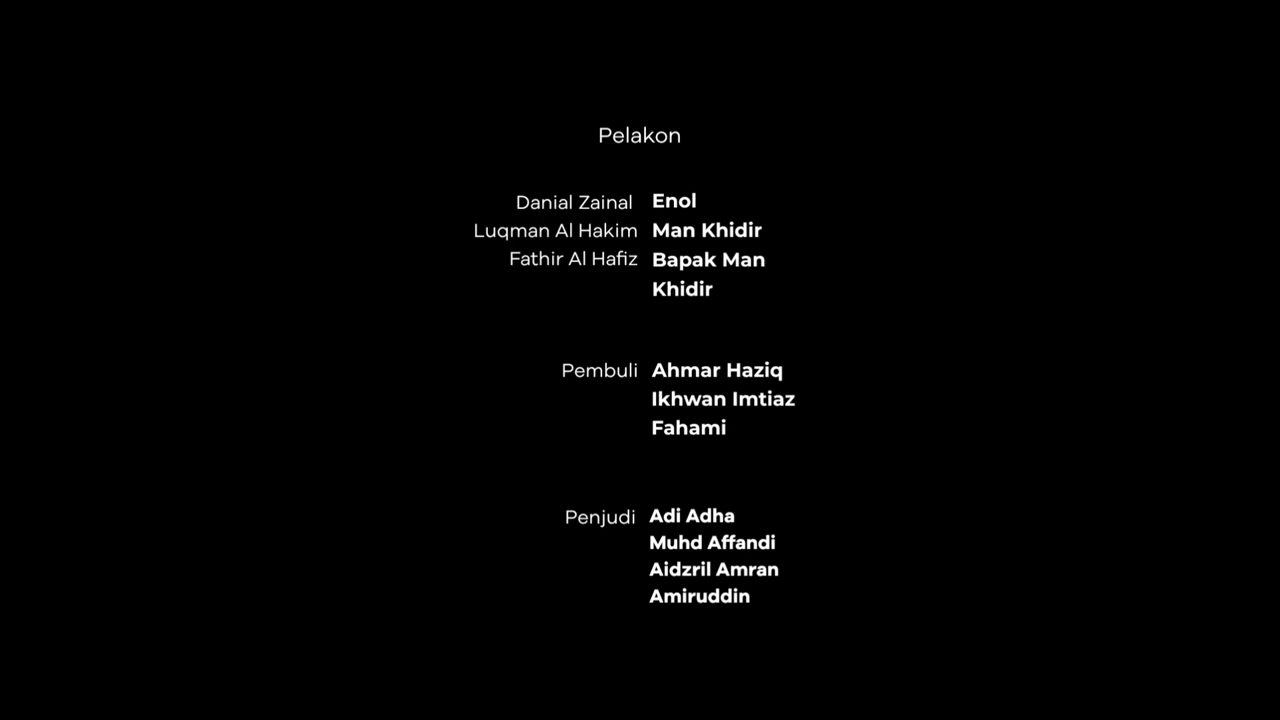 Pelakon
Danial Zainal Enol
Luqman Al Hakim Man Khidir
Fathir Al Hafiz Bapak Man
Khidir
Pembuli Ahmar Haziq
Ikhwan Imtiaz
Fahami
Penjudi Adi Adha
Muhd Affandi
Aidzril Amran
Amiruddin